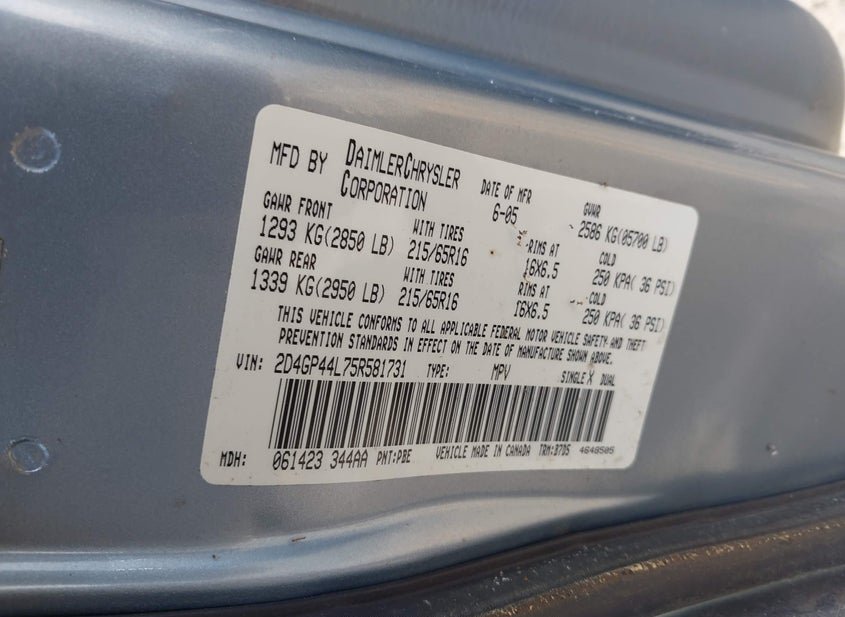 MFD BY DAIMLERCHRYSLER CORPORATION
DATE OF MFR 6-05
GVWR 2586 KG(05700 LB)
GAWR FRONT
1293 KG(2850 LB)
WITH TIRES
215/65R16
RIMS AT
16X6.5
COLD
250 KPA( 36 PSI)
GAWR REAR
1339 KG(2950 LB)
WITH TIRES
215/65R16
RIMS AT
16X6.5
COLD
250 KPA( 36 PSI)
THIS VEHICLE CONFORMS TO ALL APPLICABLE FEDERAL MOTOR VEHICLE SAFETY AND THEFT
PREVENTION STANDARDS IN EFFECT ON THE DATE OF MANUFACTURE SHOWN ABOVE.
VIN: 2D4GP44L75R581731 TYPE: MPV SINGLE X DUAL
MDH: 061423 344AA PNT:PBE VEHICLE MADE IN CANADA TRM:B7D5 4648505